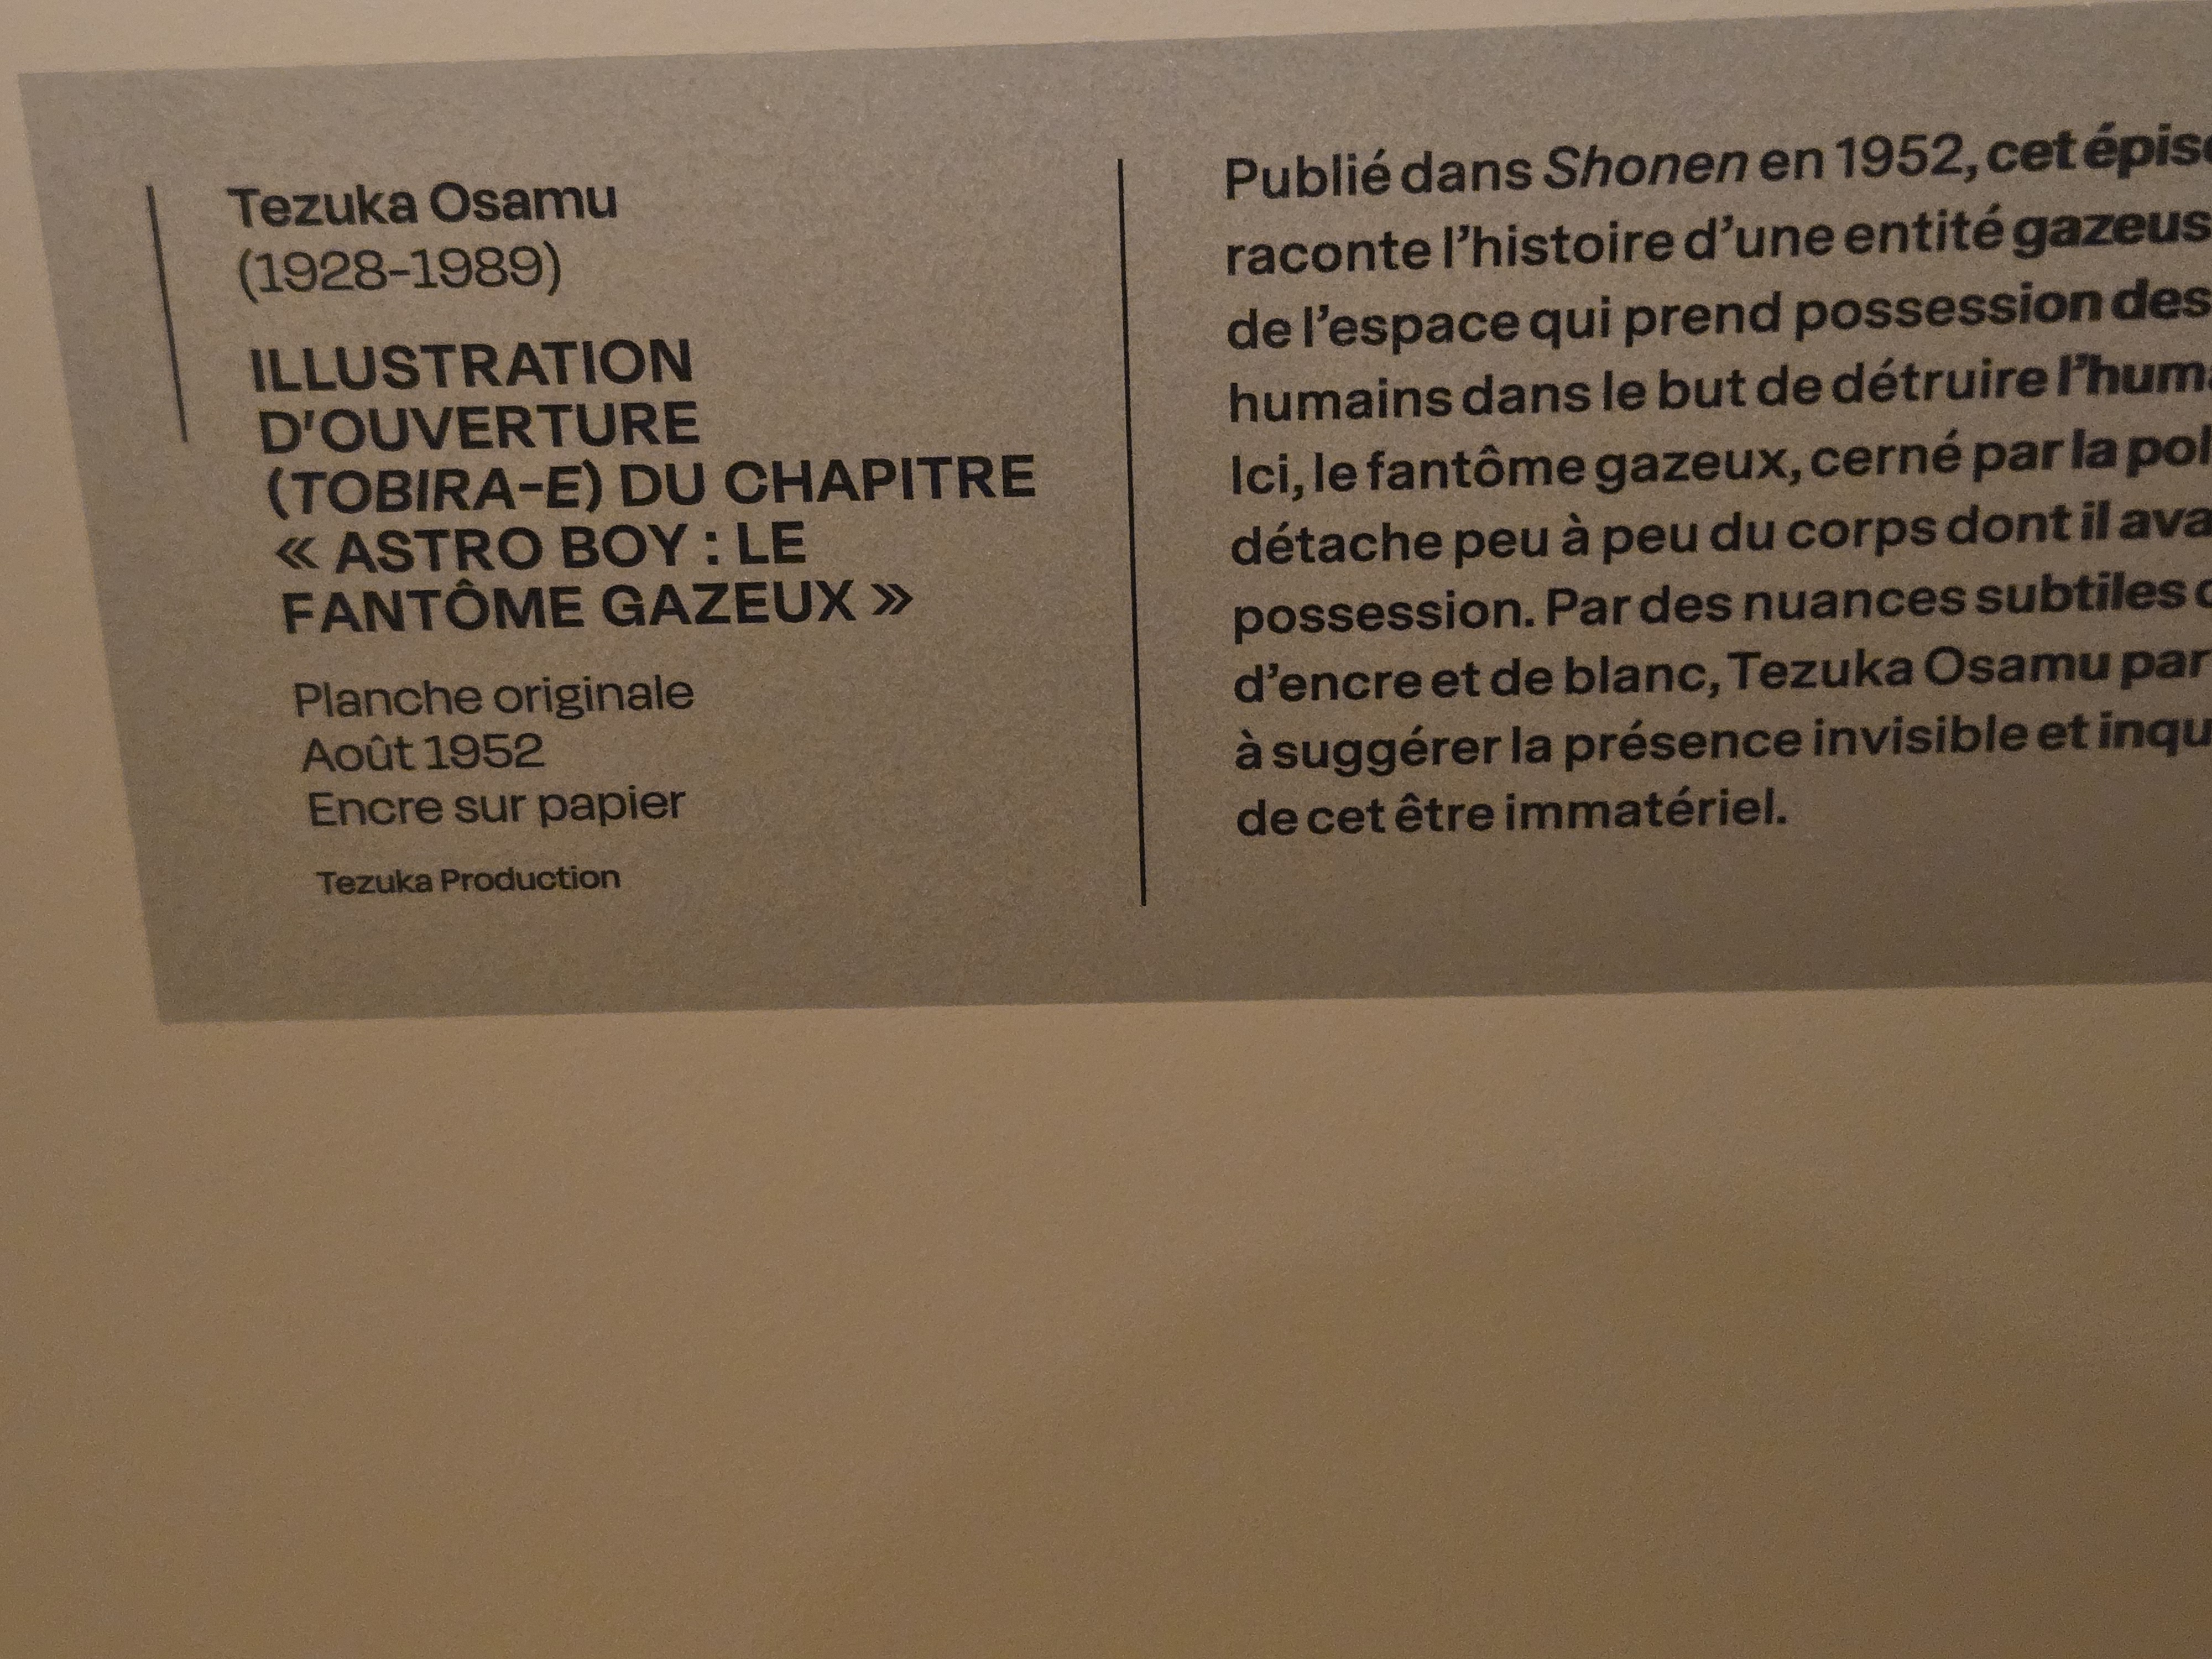 Tezuka Osamu
(1928-1989)
ILLUSTRATION
D'OUVERTURE
(TOBIRA-E) DU CHAPITRE
« ASTRO BOY : LE
FANTÔME GAZEUX »
Planche originale
Août 1952
Encre sur papier
Tezuka Production
Publié dans Shonen en 1952, cet
raconte l’histoire d’une entité
de l’espace qui prend possession des
humains dans le but de détruire
Ici, le fantôme gazeux, cerné par la
détache peu à peu du corps dont il
possession. Par des nuances subtiles
d’encre et de blanc, Tezuka Osamu
à suggérer la présence invisible et
de cet être immatériel.